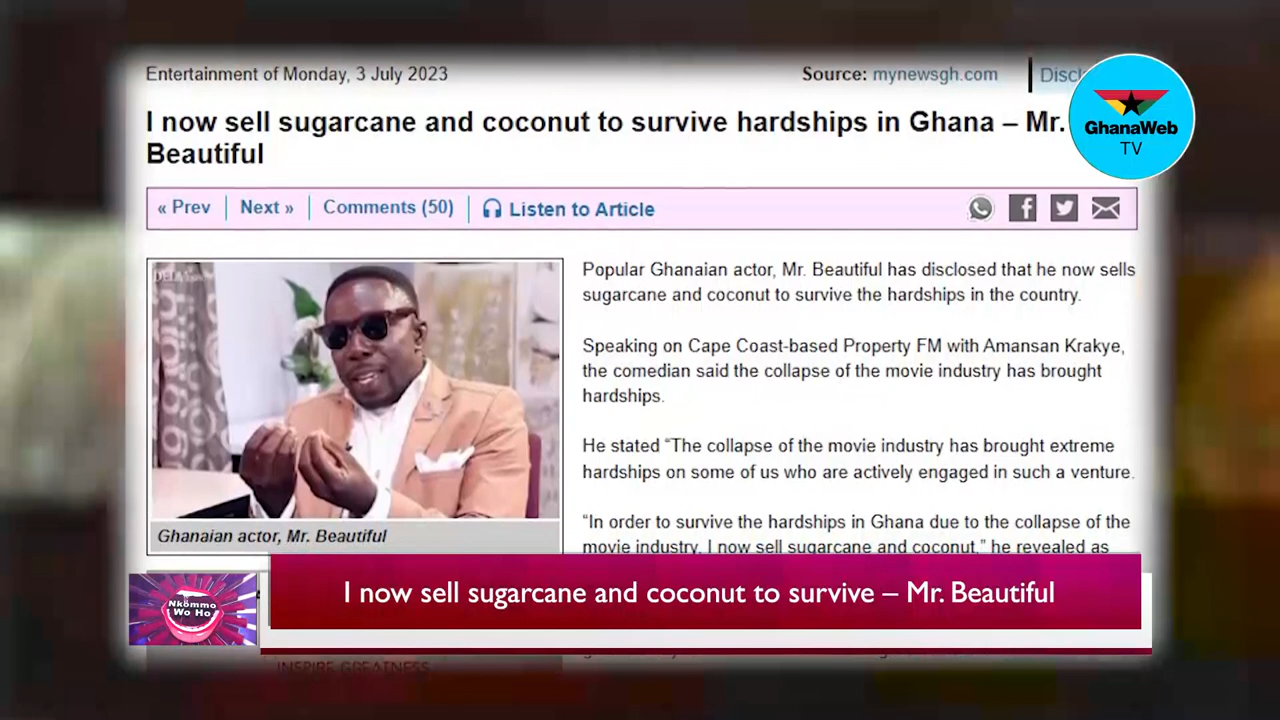 Entertainment of Monday, 3 July 2023
Source: mynewsgh.com
GhanaWeb
TV
I now sell sugarcane and coconut to survive hardships in Ghana – Mr.
Beautiful
« Prev
Next »
Comments (50)
Listen to Article
Popular Ghanaian actor, Mr. Beautiful has disclosed that he now sells
sugarcane and coconut to survive the hardships in the country.
Speaking on Cape Coast-based Property FM with Amansan Krakye,
the comedian said the collapse of the movie industry has brought
hardships.
He stated “The collapse of the movie industry has brought extreme
hardships on some of us who are actively engaged in such a venture.
“In order to survive the hardships in Ghana due to the collapse of the
movie industry, I now sell sugarcane and coconut,” he revealed as
Ghanaian actor, Mr. Beautiful
Nkömmo
Wo Ho
I now sell sugarcane and coconut to survive – Mr. Beautiful
INSPIRE GREATNESS